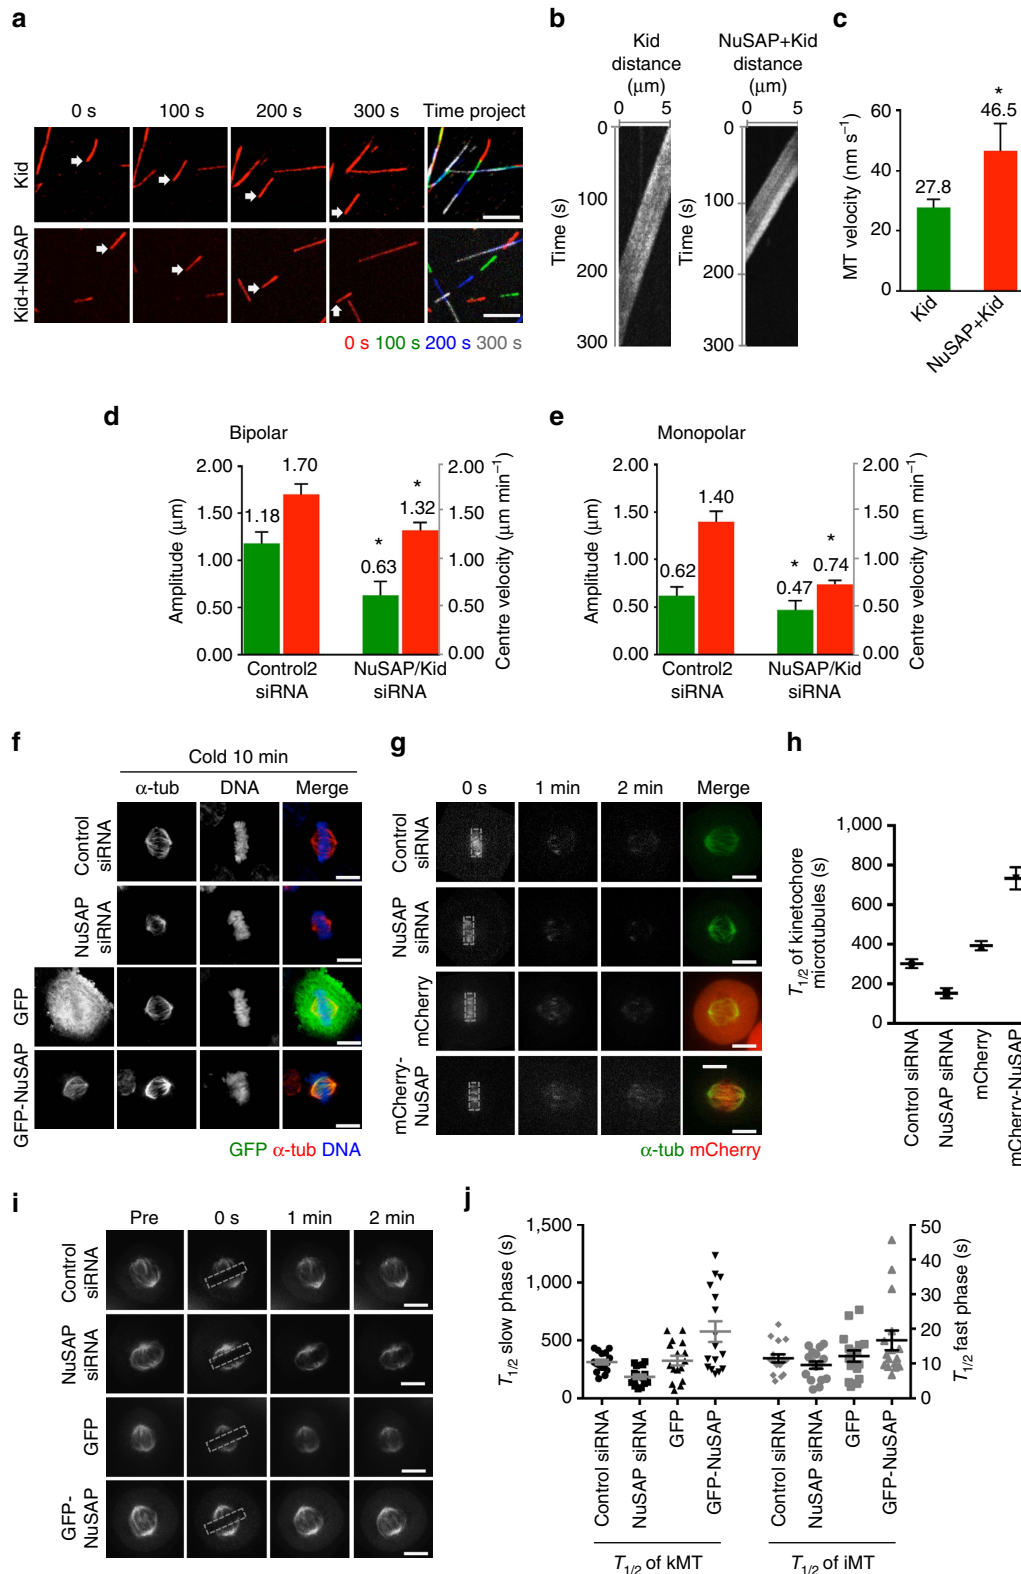 a
0 s 100 s 200 s 300 s Time project
Kid
Kid+NuSAP
0 s 100 s 200 s 300 s
b
Kid distance (μm)
NuSAP+Kid distance (μm)
0 5
0 5
Time (s)
0
100
200
300
Time (s)
0
100
200
300
c
MT velocity (nm s⁻¹)
60
40
20
0
27.8
*
46.5
Kid
NuSAP+Kid
d
Bipolar
Amplitude (μm)
2.00
1.50
1.00
0.50
0.00
1.18
1.70
*
0.63
*
1.32
2.00
1.50
1.00
0.50
0.00
Centre velocity (μm min⁻¹)
Control2 siRNA
NuSAP/Kid siRNA
e
Monopolar
Amplitude (μm)
2.00
1.50
1.00
0.50
0.00
0.62
1.40
*
0.47
*
0.74
2.00
1.50
1.00
0.50
0.00
Centre velocity (μm min⁻¹)
Control2 siRNA
NuSAP/Kid siRNA
f
Cold 10 min
α-tub DNA Merge
Control siRNA
NuSAP siRNA
GFP
GFP-NuSAP
GFP α-tub DNA
g
0 s 1 min 2 min Merge
Control siRNA
NuSAP siRNA
mCherry
mCherry-NuSAP
α-tub mCherry
h
T1/2 of kinetochore microtubules (s)
1,000
800
600
400
200
0
Control siRNA
NuSAP siRNA
mCherry
mCherry-NuSAP
i
Pre 0 s 1 min 2 min
Control siRNA
NuSAP siRNA
GFP
GFP-NuSAP
j
T1/2 slow phase (s)
1,500
1,000
500
0
50
40
30
20
10
0
T1/2 fast phase (s)
Control siRNA
NuSAP siRNA
GFP
GFP-NuSAP
Control siRNA
NuSAP siRNA
GFP
GFP-NuSAP
T1/2 of kMT
T1/2 of iMT